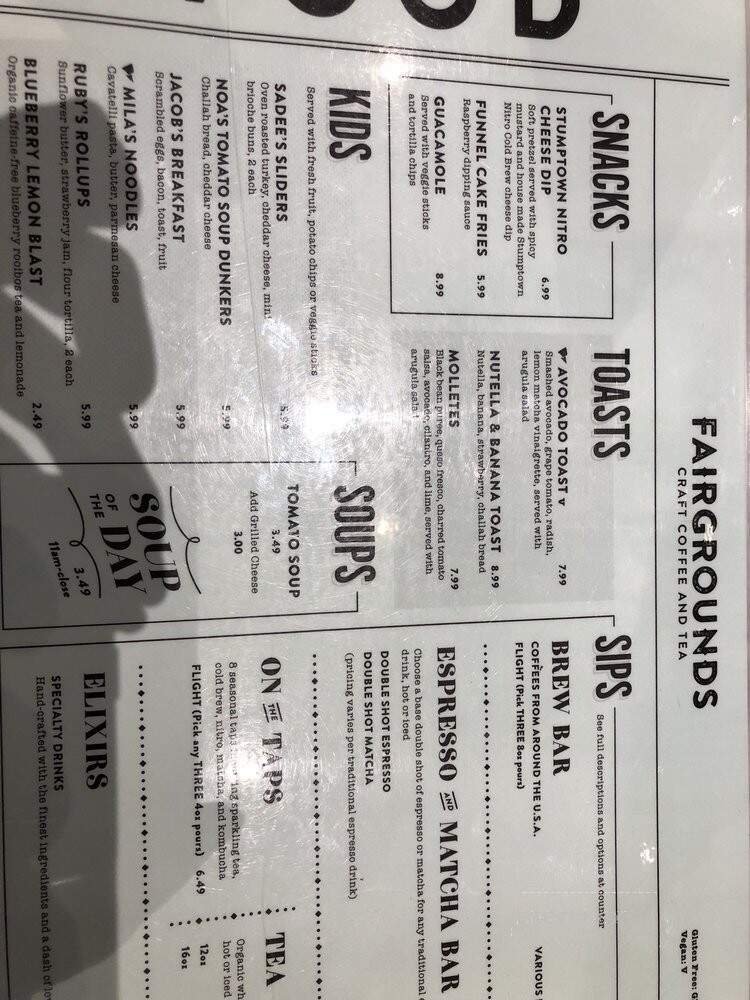 FAIRGROUNDS
CRAFT COFFEE AND TEA
Gluten Free:
Vegan: V
SNACKS
STUMPTOWN NITRO
CHEESE DIP 6.99
Soft pretzel served with spicy
mustard and house made Stumptown
Nitro Cold Brew cheese dip
FUNNEL CAKE FRIES 5.99
Raspberry dipping sauce
GUACAMOLE 8.99
Served with veggie sticks
and tortilla chips
TOASTS
AVOCADO TOAST V 7.99
Smashed avocado, grape tomato, radish,
lemon matcha vinaigrette, served with
arugula salad
NUTELLA & BANANA TOAST 8.99
Nutella, banana, strawberry, challah bread
MOLLETES 7.99
Black bean puree, queso fresco, charred tomato
salsa, avocado, cilantro, and lime, served with
arugula salad
KIDS
Served with fresh fruit, potato chips or veggie sticks
SADEE'S SLIDERS 5.99
Oven roasted turkey, cheddar cheese, mini
brioche buns, 2 each
NOA'S TOMATO SOUP DUNKERS 5.99
Challah bread, cheddar cheese
JACOB'S BREAKFAST 5.99
Scrambled eggs, bacon, toast, fruit
MILA'S NOODLES 5.99
Cavatelli pasta, butter, parmesan cheese
RUBY'S ROLLUPS 5.99
Sunflower butter, strawberry jam, flour tortilla, 2 each
BLUEBERRY LEMON BLAST 2.49
Organic caffeine-free blueberry rooibos tea and lemonade
SOUPS
TOMATO SOUP
3.49
Add Grilled Cheese
3.00
SOUP
OF THE DAY
3.49
11am-close
SIPS
See full descriptions and options at counter
BREW BAR
COFFEES FROM AROUND THE U.S.A. VARIOUS
FLIGHT (Pick THREE 8oz pours)
ESPRESSO AND MATCHA BAR
Choose a base double shot of espresso or matcha for any traditional
drink, hot or iced
DOUBLE SHOT ESPRESSO
DOUBLE SHOT MATCHA
(pricing varies per traditional espresso drink)
ON THE TAPS
8 seasonal taps sparkling tea,
cold brew, nitro, matcha, and kombucha
FLIGHT (Pick any THREE 4oz pours) 6.49
TEA
Organic
hot or iced
12oz
16oz
ELIXIRS
SPECIALTY DRINKS
Hand-crafted with the finest ingredients and a dash of